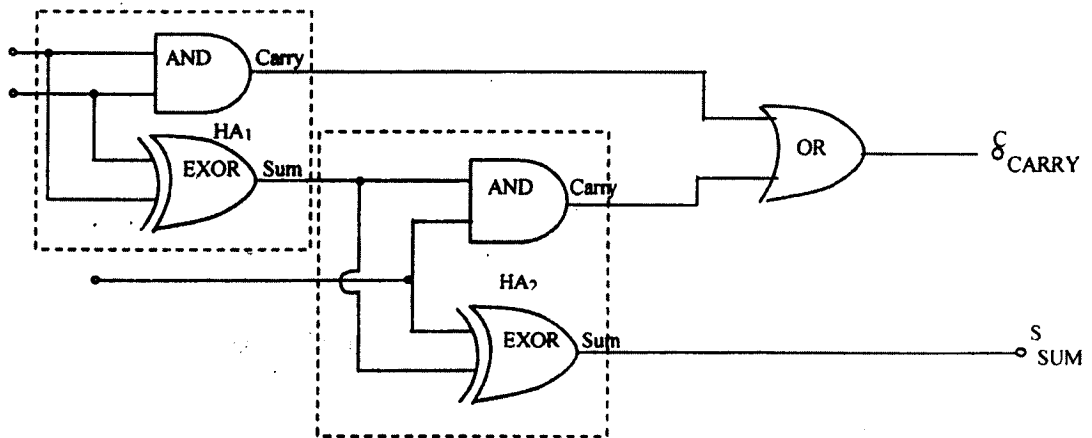 AND
Carry
HA1
EXOR
Sum
AND
Carry
OR
C
CARRY
HA2
EXOR
Sum
S
SUM